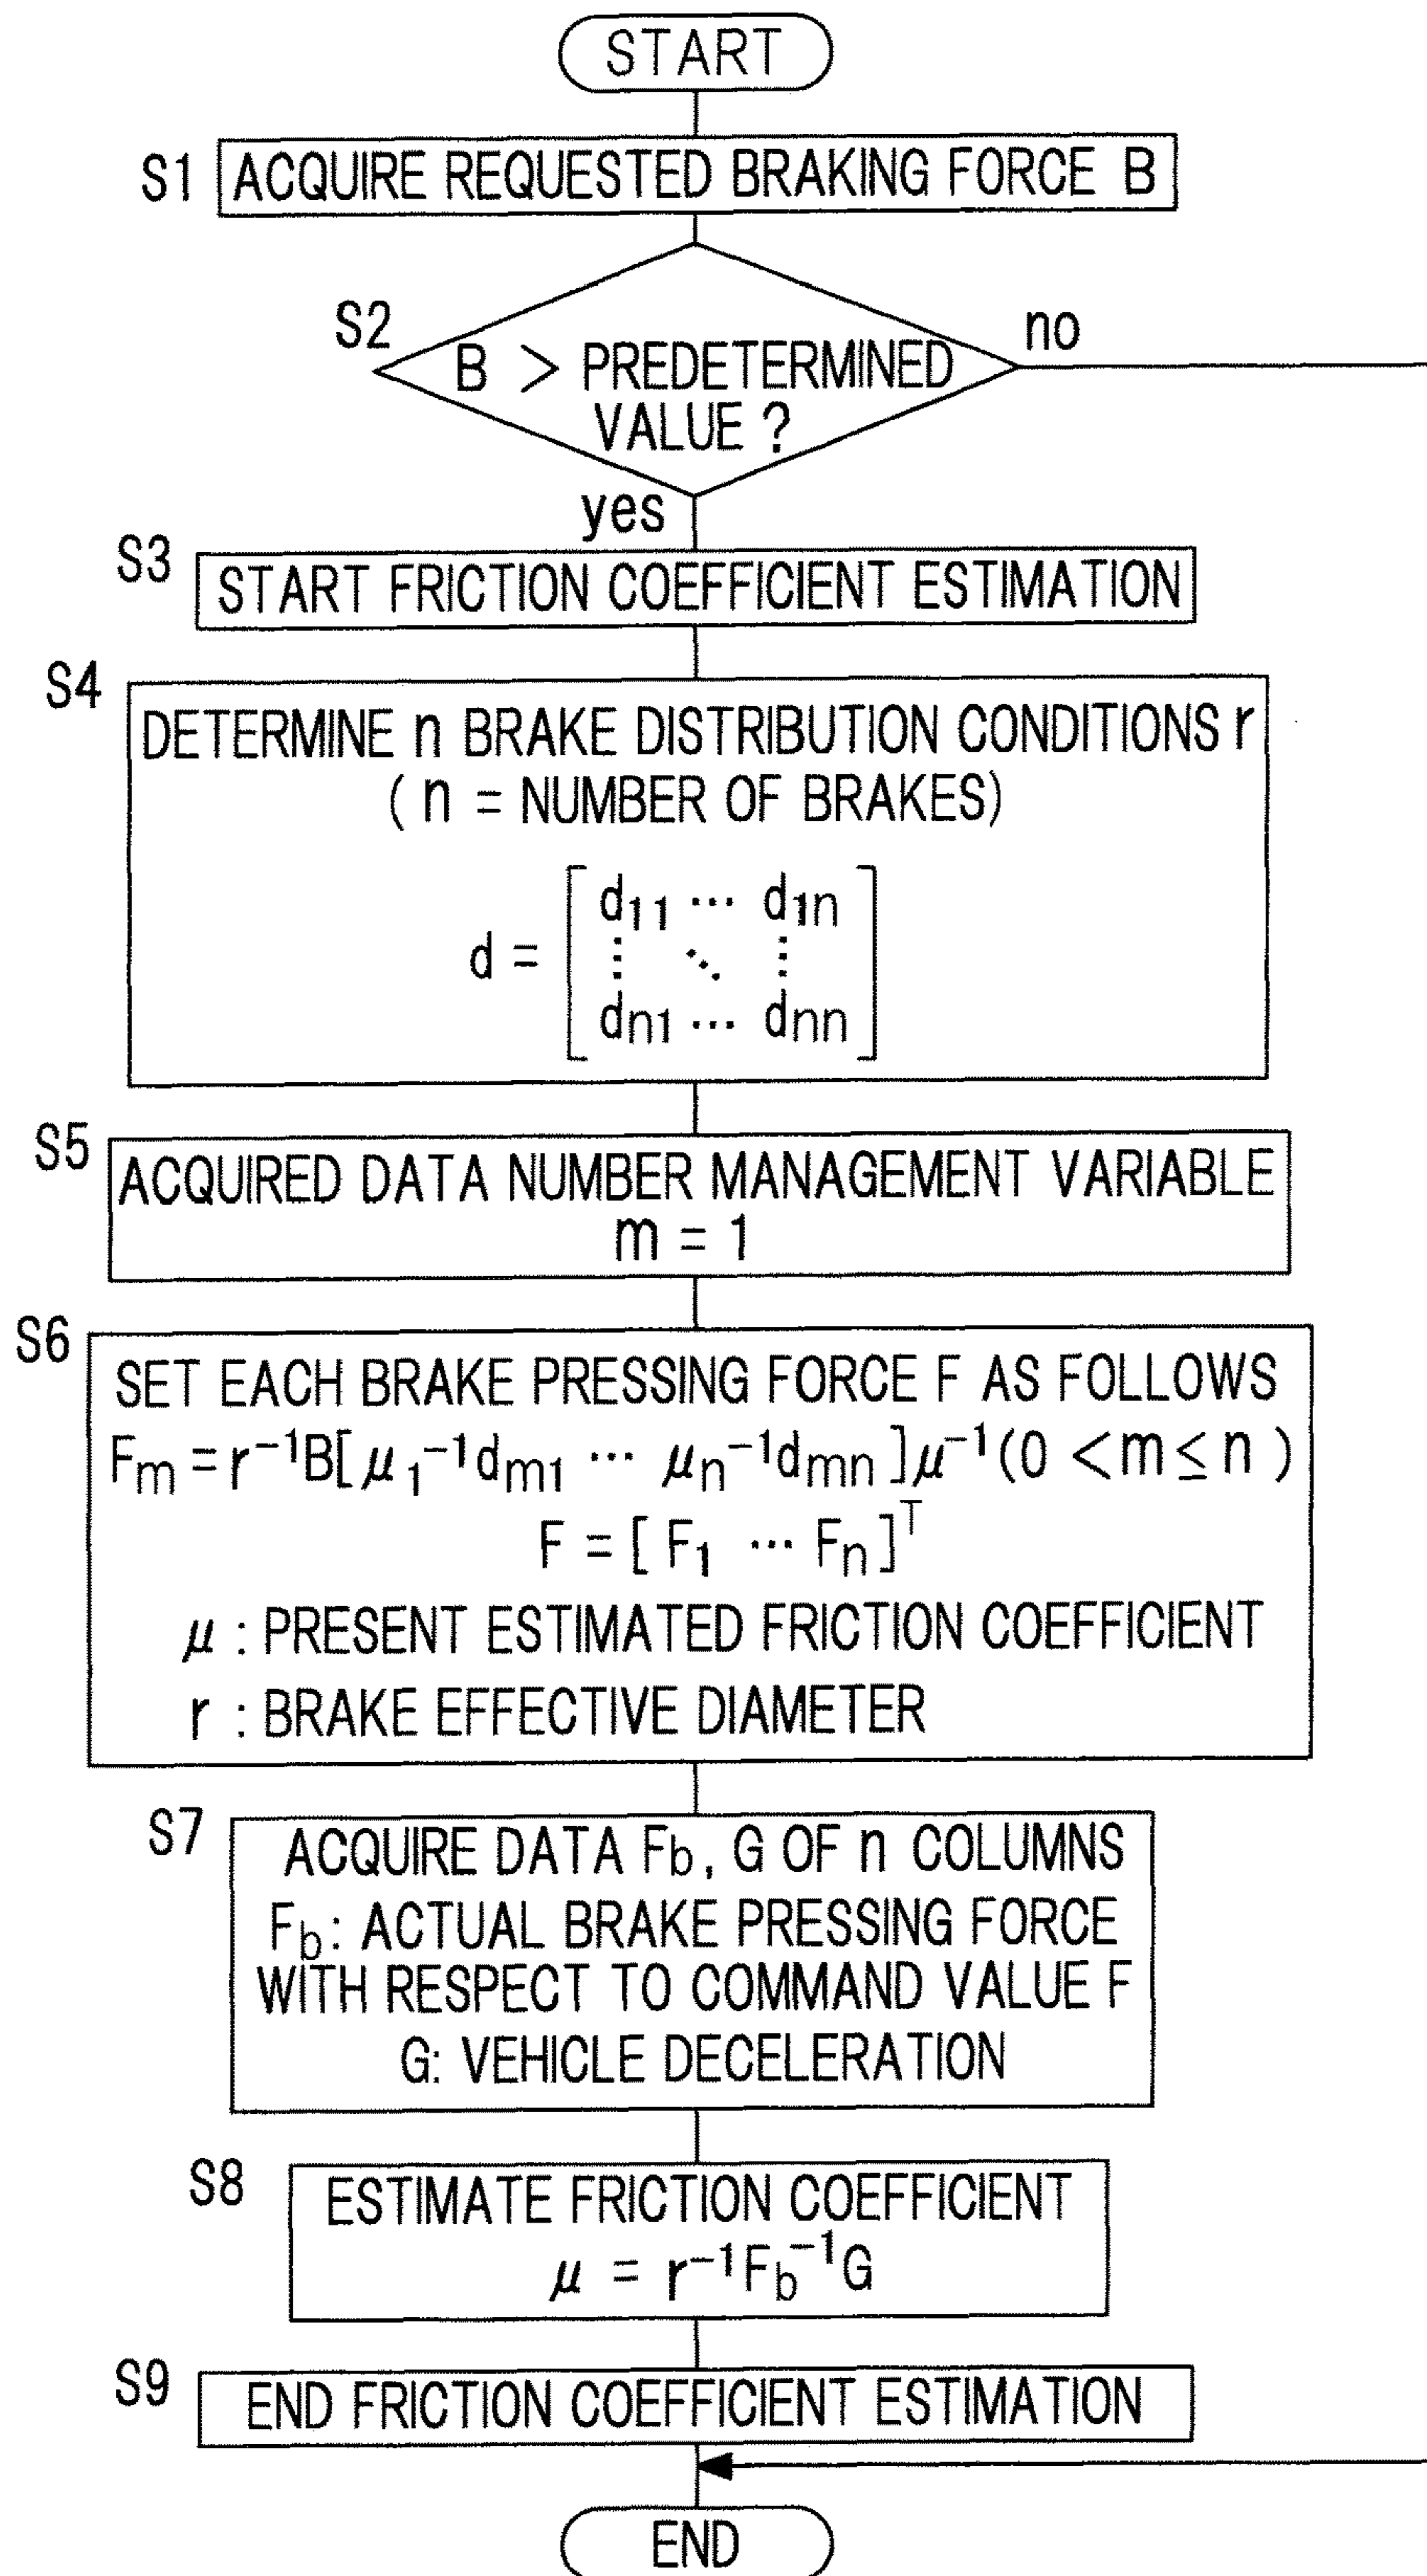 START
S1 ACQUIRE REQUESTED BRAKING FORCE B
S2
B > PREDETERMINED
VALUE ?
no
yes
S3
START FRICTION COEFFICIENT ESTIMATION
S4
DETERMINE n BRAKE DISTRIBUTION CONDITIONS r
( n = NUMBER OF BRAKES)
d = [ d₁₁ ⋯ d₁ₙ
⋮ ⋱ ⋮
dₙ₁ ⋯ dₙₙ ]
S5
ACQUIRED DATA NUMBER MANAGEMENT VARIABLE
m = 1
S6
SET EACH BRAKE PRESSING FORCE F AS FOLLOWS
Fₘ = r⁻¹B[ μ₁⁻¹dₘ₁ ⋯ μₙ⁻¹dₘₙ ]μ⁻¹(0 < m ≤ n )
F = [ F₁ ⋯ Fₙ ]ᵀ
μ : PRESENT ESTIMATED FRICTION COEFFICIENT
r : BRAKE EFFECTIVE DIAMETER
S7
ACQUIRE DATA F_b, G OF n COLUMNS
F_b: ACTUAL BRAKE PRESSING FORCE
WITH RESPECT TO COMMAND VALUE F
G: VEHICLE DECELERATION
S8
ESTIMATE FRICTION COEFFICIENT
μ = r⁻¹F_b⁻¹G
S9
END FRICTION COEFFICIENT ESTIMATION
END